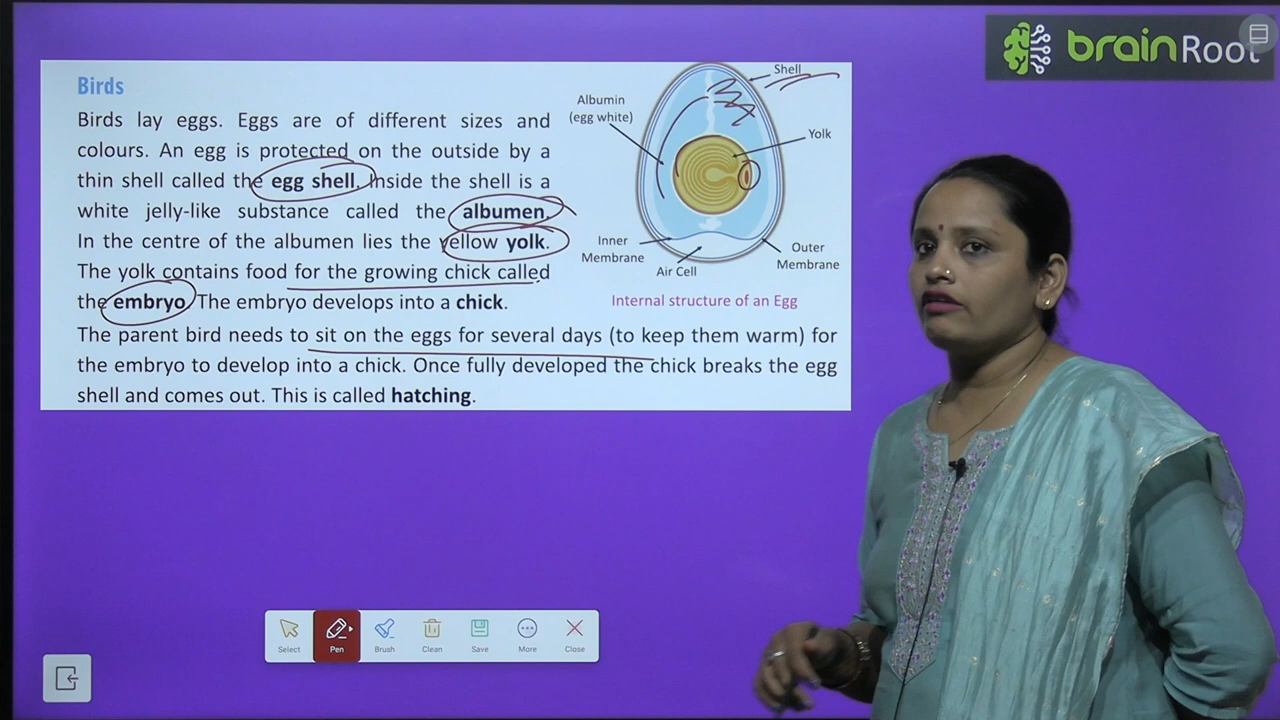 brainRoot
Birds
Birds lay eggs. Eggs are of different sizes and
colours. An egg is protected on the outside by a
thin shell called the egg shell. Inside the shell is a
white jelly-like substance called the albumen.
In the centre of the albumen lies the yellow yolk.
The yolk contains food for the growing chick called
the embryo. The embryo develops into a chick.
The parent bird needs to sit on the eggs for several days (to keep them warm) for
the embryo to develop into a chick. Once fully developed the chick breaks the egg
shell and comes out. This is called hatching.
Shell
Albumin
(egg white)
Yolk
Inner
Membrane
Air Cell
Outer
Membrane
Internal structure of an Egg
Select
Pen
Brush
Clean
Save
More
Close